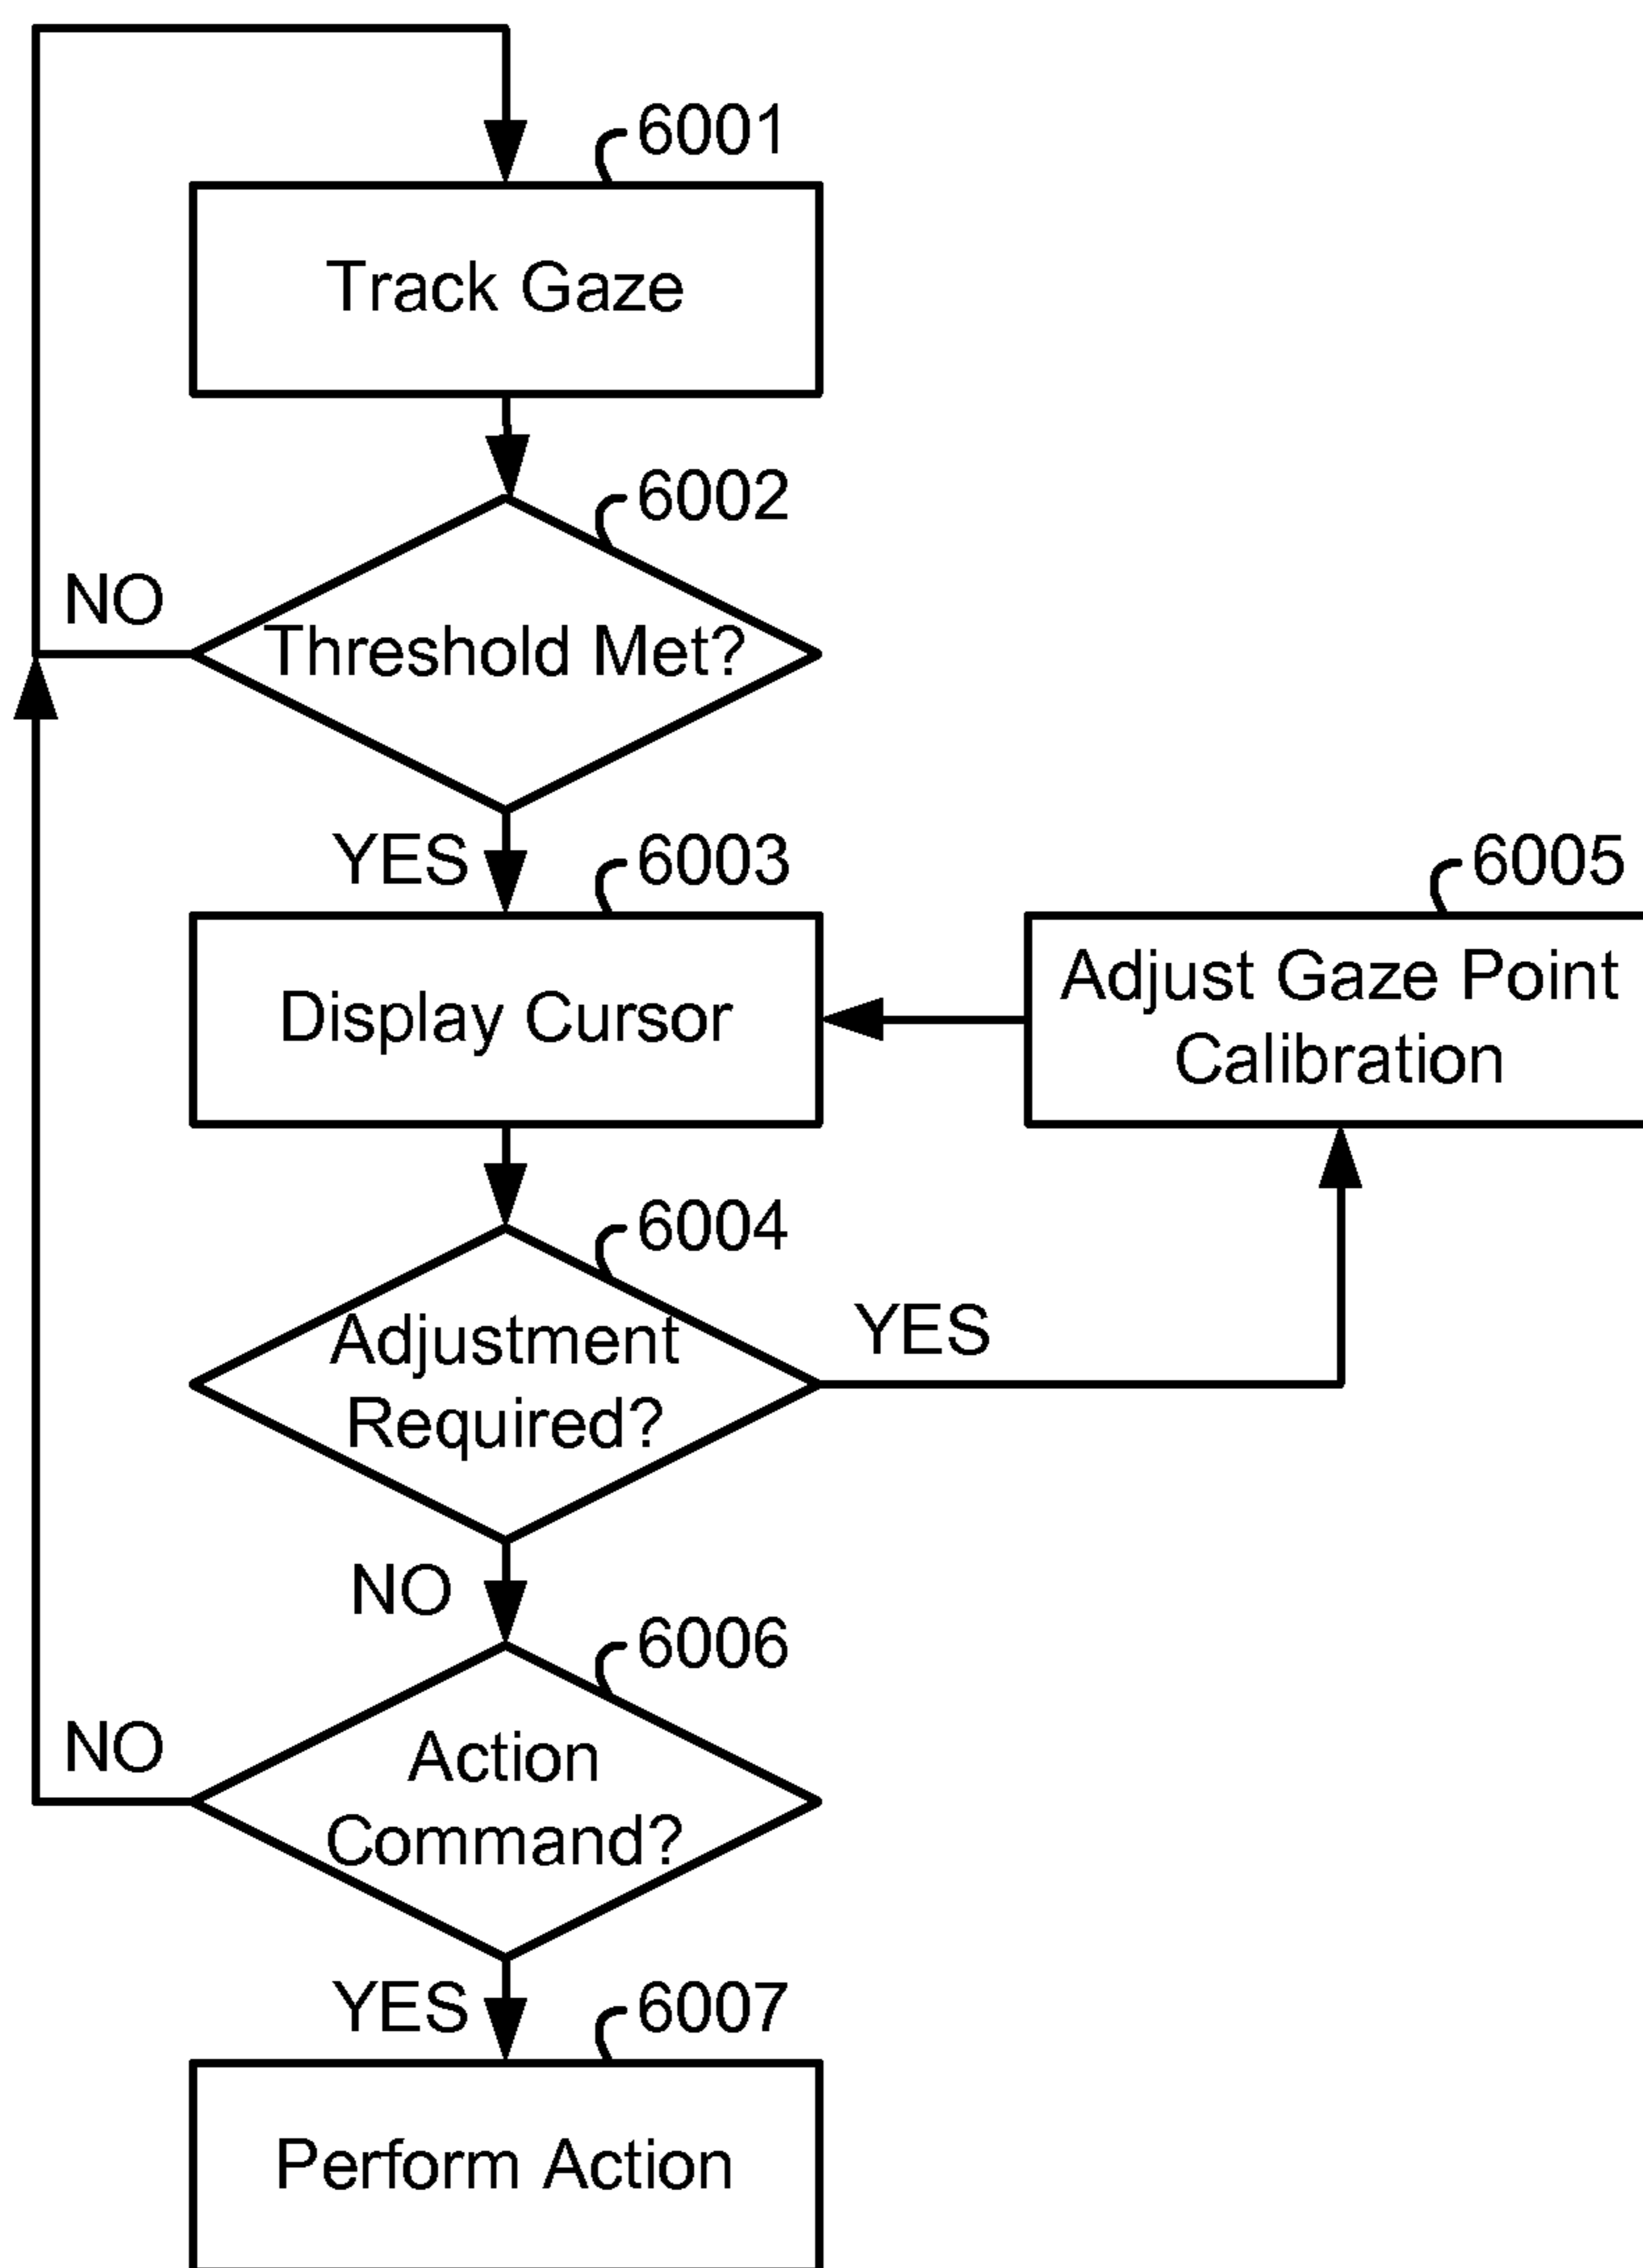 6001
Track Gaze
6002
NO
Threshold Met?
YES
6003
6005
Display Cursor
Adjust Gaze Point
Calibration
6004
Adjustment
Required?
YES
NO
6006
NO
Action
Command?
YES
6007
Perform Action